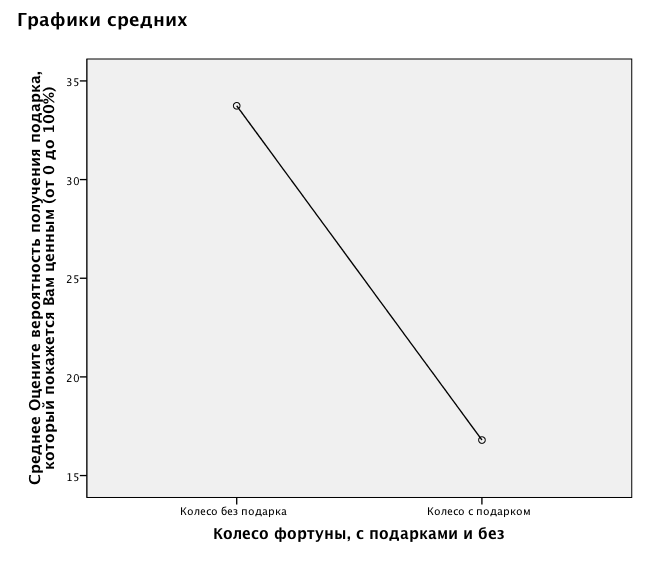 Графики средних
Среднее Оцените вероятность получения подарка,
который покажется Вам ценным (от 0 до 100%)
35
30
25
20
15
Колесо без подарка
Колесо с подарком
Колесо фортуны, с подарками и без